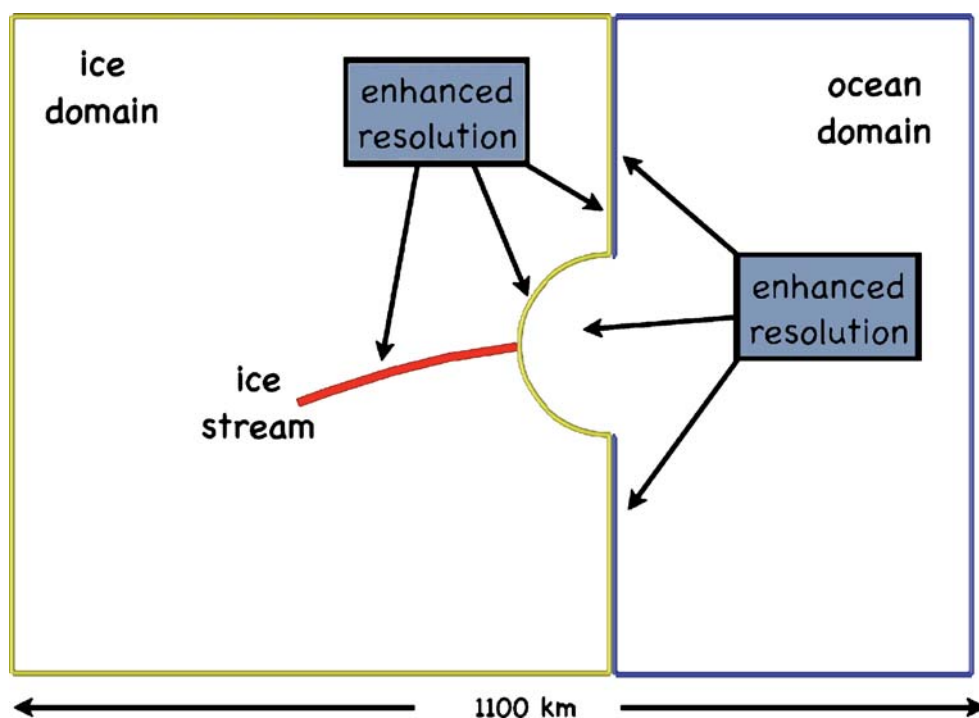 ice
domain
enhanced
resolution
ocean
domain
enhanced
resolution
ice
stream
1100 km